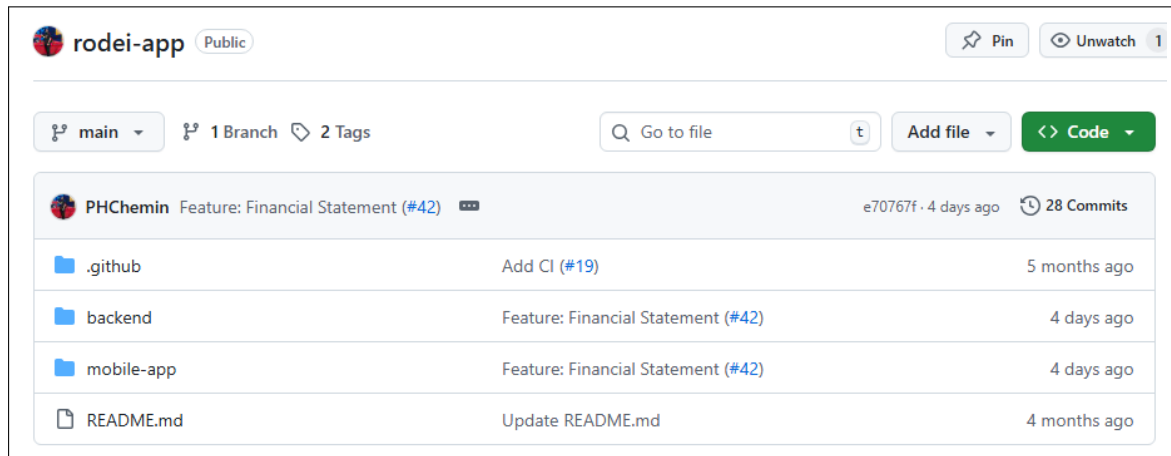 rodei-app Public Pin Unwatch 1
main 1 Branch 2 Tags Go to file t Add file Code
PHChemin Feature: Financial Statement (#42) e70767f · 4 days ago 28 Commits
.github Add CI (#19) 5 months ago
backend Feature: Financial Statement (#42) 4 days ago
mobile-app Feature: Financial Statement (#42) 4 days ago
README.md Update README.md 4 months ago